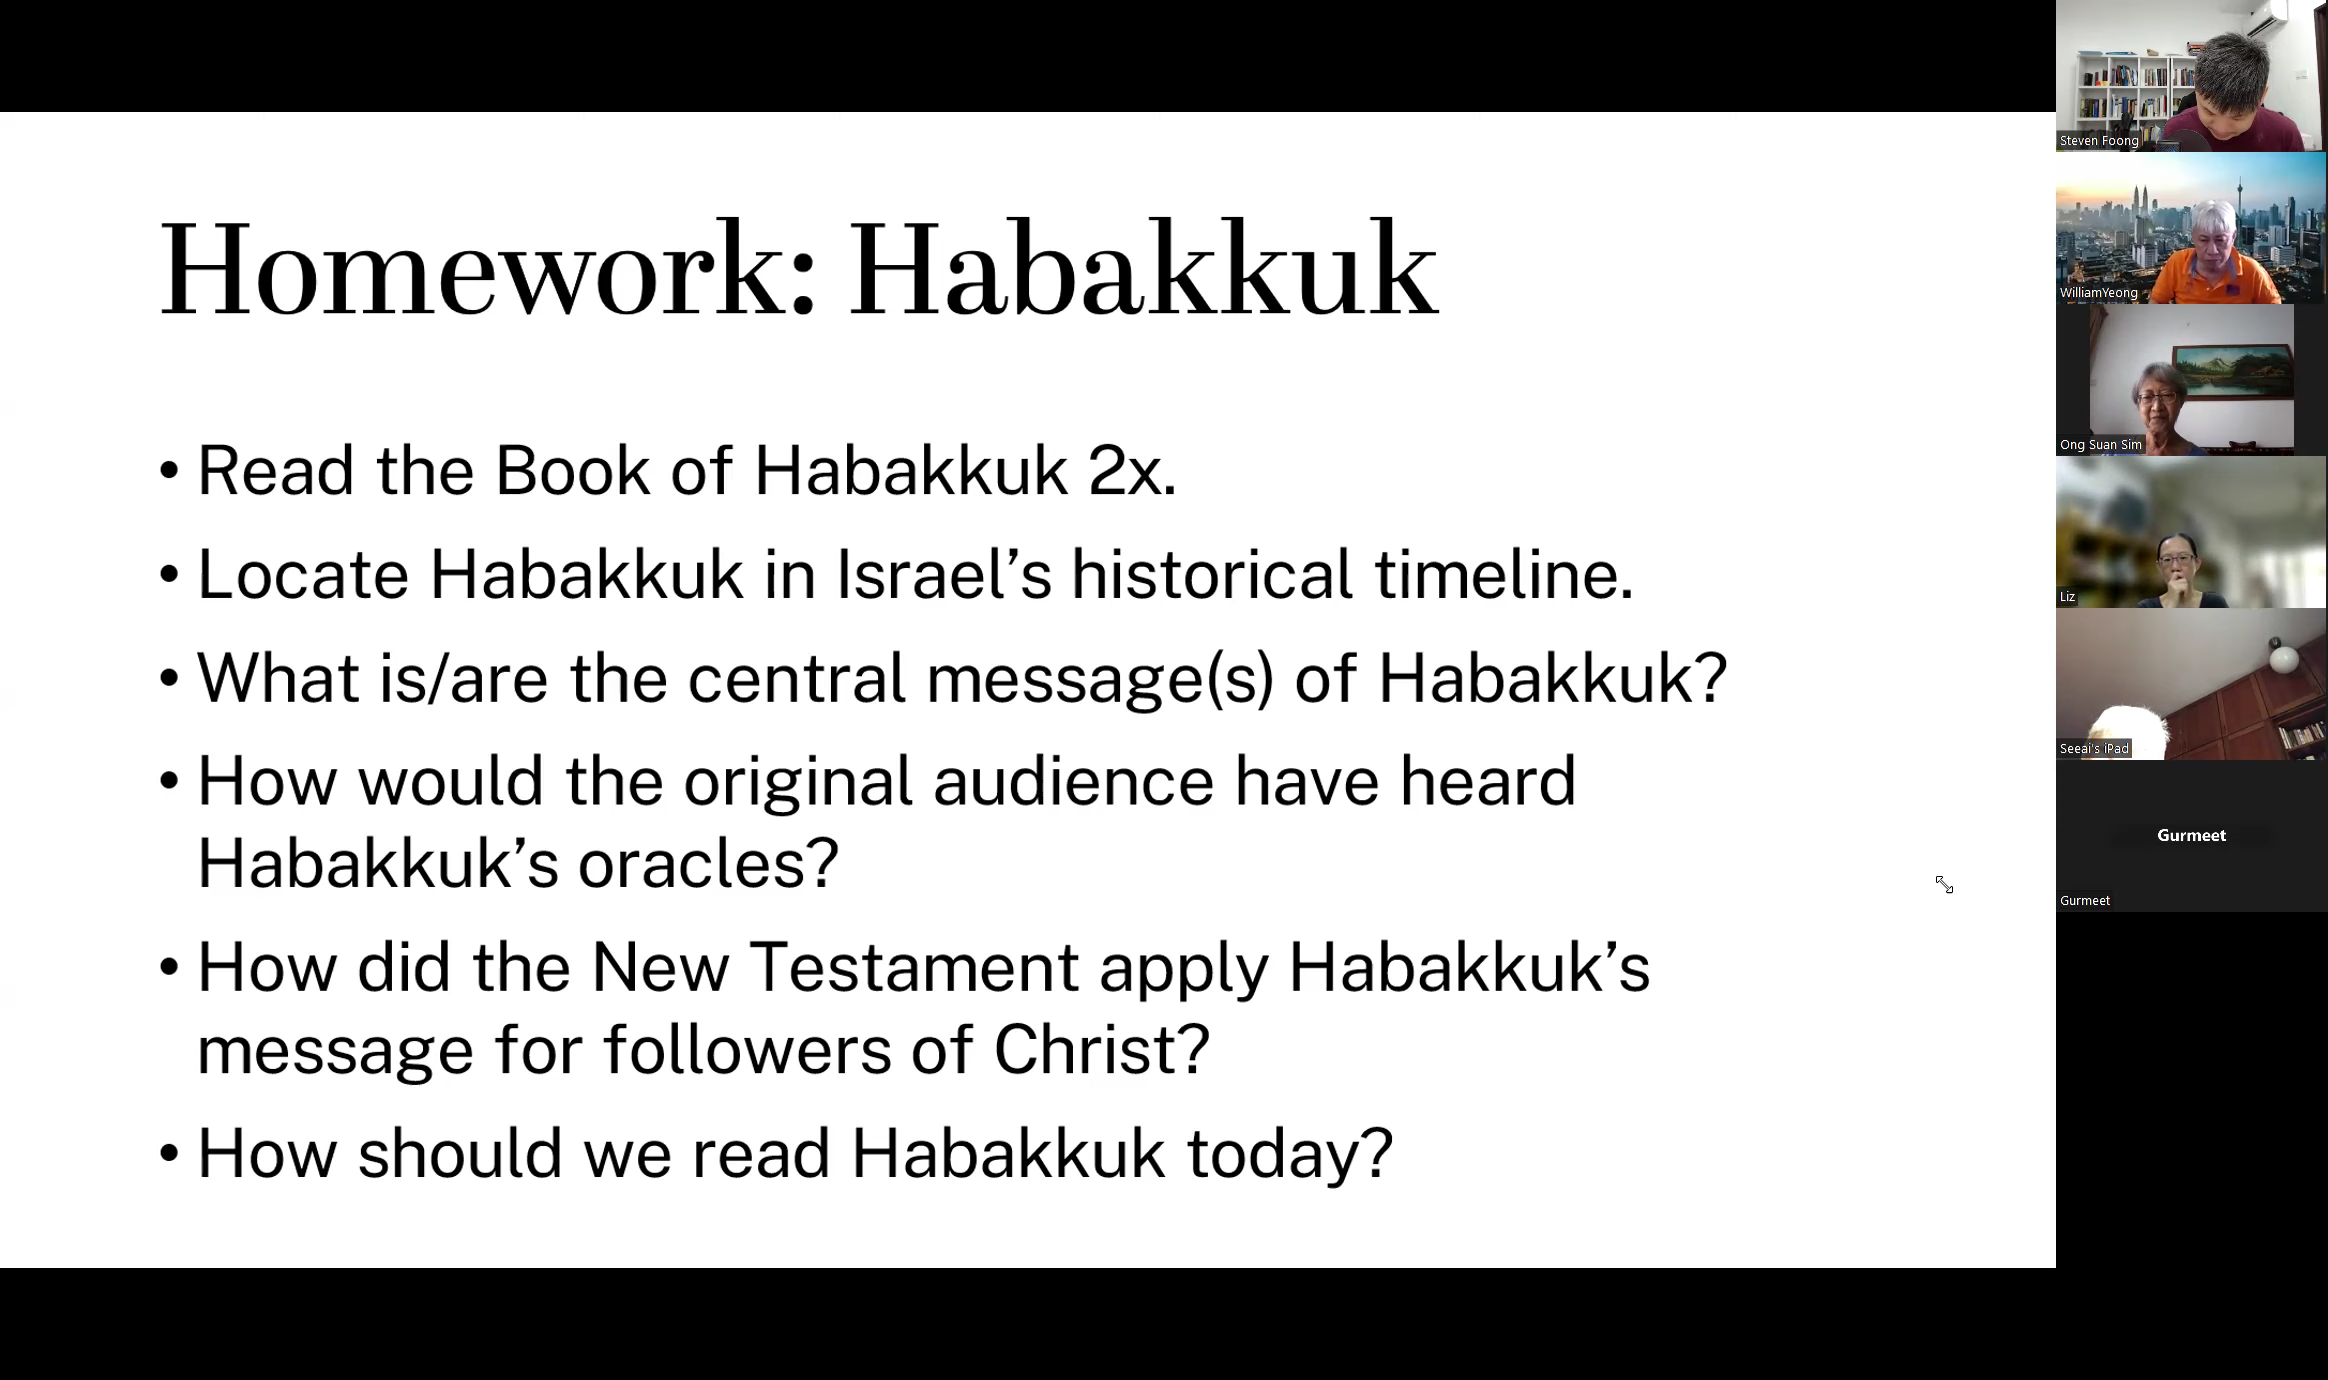 Homework: Habakkuk
• Read the Book of Habakkuk 2x.
• Locate Habakkuk in Israel’s historical timeline.
• What is/are the central message(s) of Habakkuk?
• How would the original audience have heard
Habakkuk’s oracles?
• How did the New Testament apply Habakkuk’s
message for followers of Christ?
• How should we read Habakkuk today?
Steven Foong
WilliamYeong
Ong Suan Sim
Liz
Seeai's iPad
Gurmeet
Gurmeet